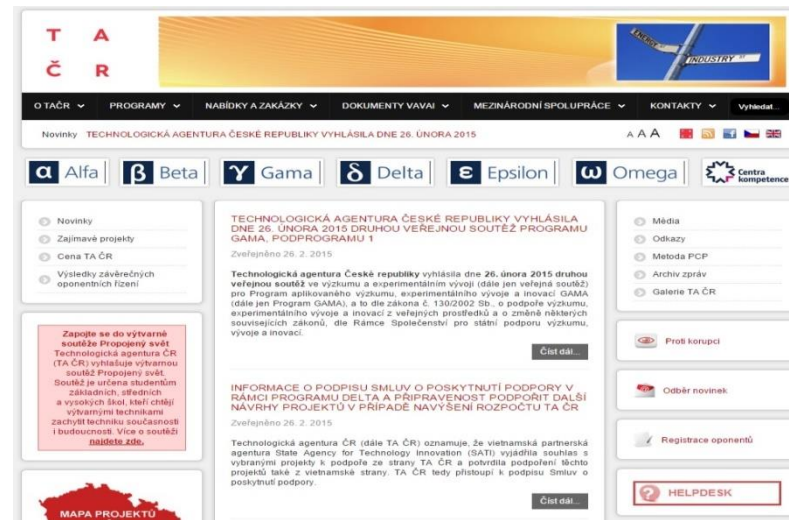 T A
Č R
ENERGY
INDUSTRY
O TAČR
PROGRAMY
NABÍDKY A ZAKÁZKY
DOKUMENTY VAVAI
MEZINÁRODNÍ SPOLUPRÁCE
KONTAKTY
Vyhledat...
Novinky TECHNOLOGICKÁ AGENTURA ČESKÉ REPUBLIKY VYHLÁSILA DNE 26. ÚNORA 2015
A A A
α Alfa
β Beta
γ Gama
δ Delta
ε Epsilon
ω Omega
Centra
kompetence
Novinky
Zajímavé projekty
Cena TA ČR
Výsledky závěrečných
oponentních řízení
Zapojte se do výtvarné
soutěže Propojený svět
Technologická agentura ČR
(TA ČR) vyhlašuje výtvarnou
soutěž Propojený svět.
Soutěž je určena studentům
základních, středních
a vysokých škol, kteří chtějí
výtvarnými technikami
zachytit techniku současnosti
i budoucnosti. Více o soutěži
najdete zde.
MAPA PROJEKTŮ
TECHNOLOGICKÁ AGENTURA ČESKÉ REPUBLIKY VYHLÁSILA
DNE 26. ÚNORA 2015 DRUHOU VEŘEJNOU SOUTĚŽ PROGRAMU
GAMA, PODPROGRAMU 1
Zveřejněno 26. 2. 2015
Technologická agentura České republiky vyhlásila dne 26. února 2015 druhou
veřejnou soutěž ve výzkumu a experimentálním vývoji (dále jen veřejná soutěž)
pro Program aplikovaného výzkumu, experimentálního vývoje a inovací GAMA
(dále jen Program GAMA), a to dle zákona č. 130/2002 Sb., o podpoře výzkumu,
experimentálního vývoje a inovací z veřejných prostředků a o změně některých
souvisejících zákonů, dle Rámce Společenství pro státní podporu výzkumu,
vývoje a inovací.
Číst dál...
INFORMACE O PODPISU SMLUV O POSKYTNUTÍ PODPORY V
RÁMCI PROGRAMU DELTA A PŘIPRAVENOST PODPOŘIT DALŠÍ
NÁVRHY PROJEKTŮ V PŘÍPADĚ NAVÝŠENÍ ROZPOČTU TA ČR
Zveřejněno 26. 2. 2015
Technologická agentura ČR (dále TA ČR) oznamuje, že vietnamská partnerská
agentura State Agency for Technology Innovation (SATI) vyjádřila souhlas s
vybranými projekty k podpoře ze strany TA ČR a potvrdila podpoření těchto
projektů také z vietnamské strany. TA ČR tedy přistoupí k podpisu Smluv o
poskytnutí podpory.
Číst dál...
Média
Odkazy
Metoda PCP
Archiv zpráv
Galerie TA ČR
Proti korupci
Odběr novinek
Registrace oponentů
HELPDESK